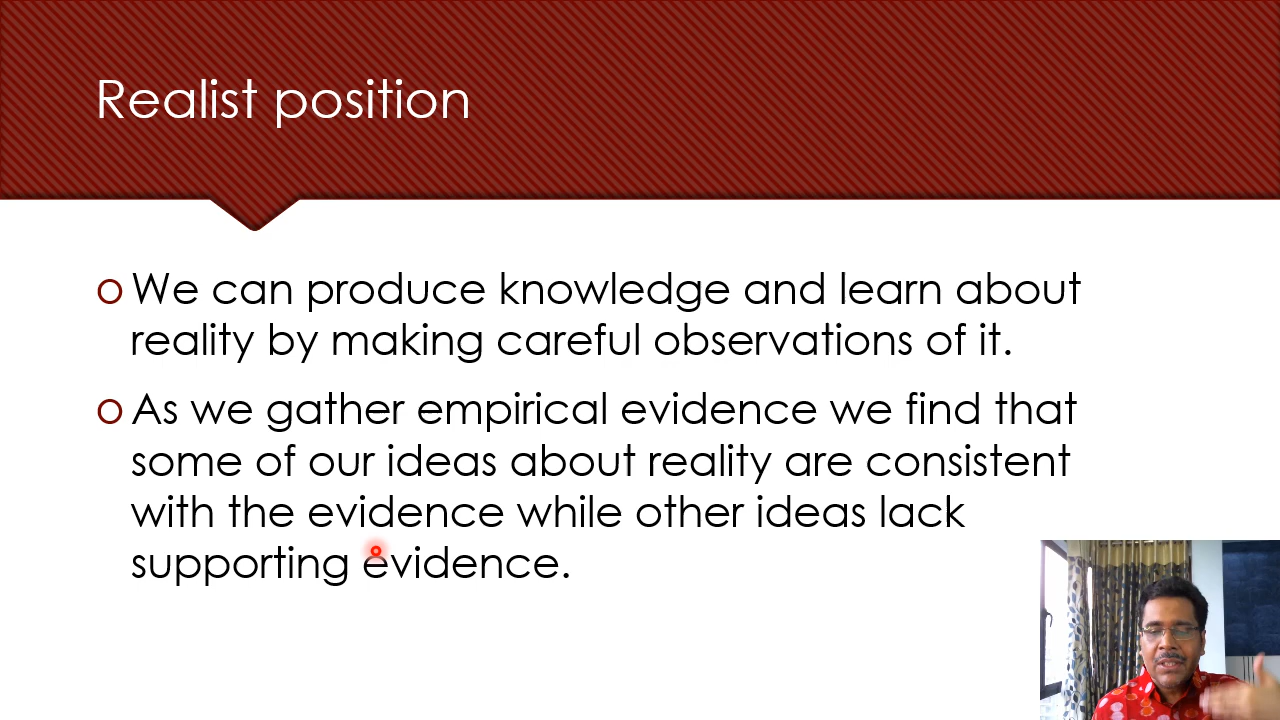 Realist position
o We can produce knowledge and learn about
reality by making careful observations of it.
o As we gather empirical evidence we find that
some of our ideas about reality are consistent
with the evidence while other ideas lack
supporting evidence.